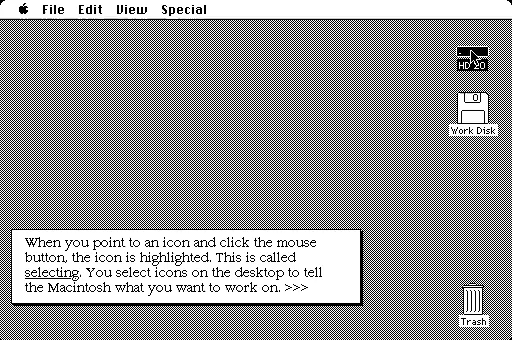 File Edit View Special
HD20
Work Disk
When you point to an icon and click the mouse
button, the icon is highlighted. This is called
selecting. You select icons on the desktop to tell
the Macintosh what you want to work on. >>>
Trash